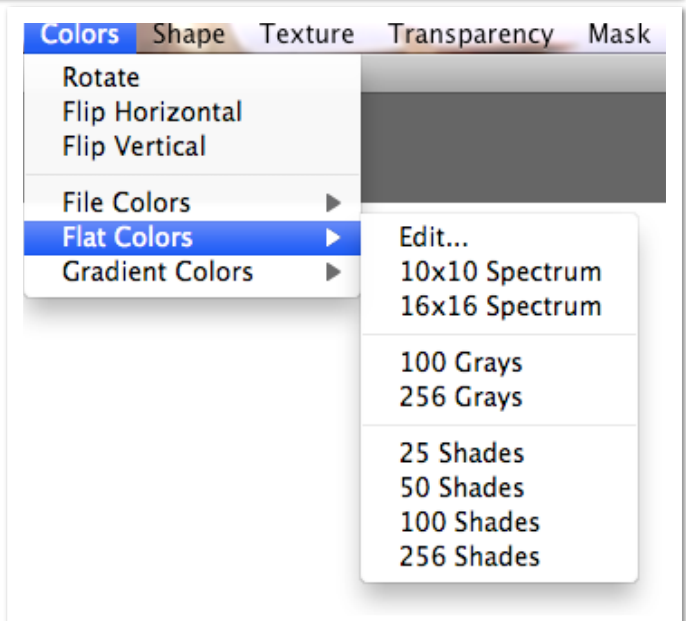 Colors Shape Texture Transparency Mask
Rotate
Flip Horizontal
Flip Vertical
File Colors
Flat Colors
Gradient Colors
Edit...
10x10 Spectrum
16x16 Spectrum
100 Grays
256 Grays
25 Shades
50 Shades
100 Shades
256 Shades